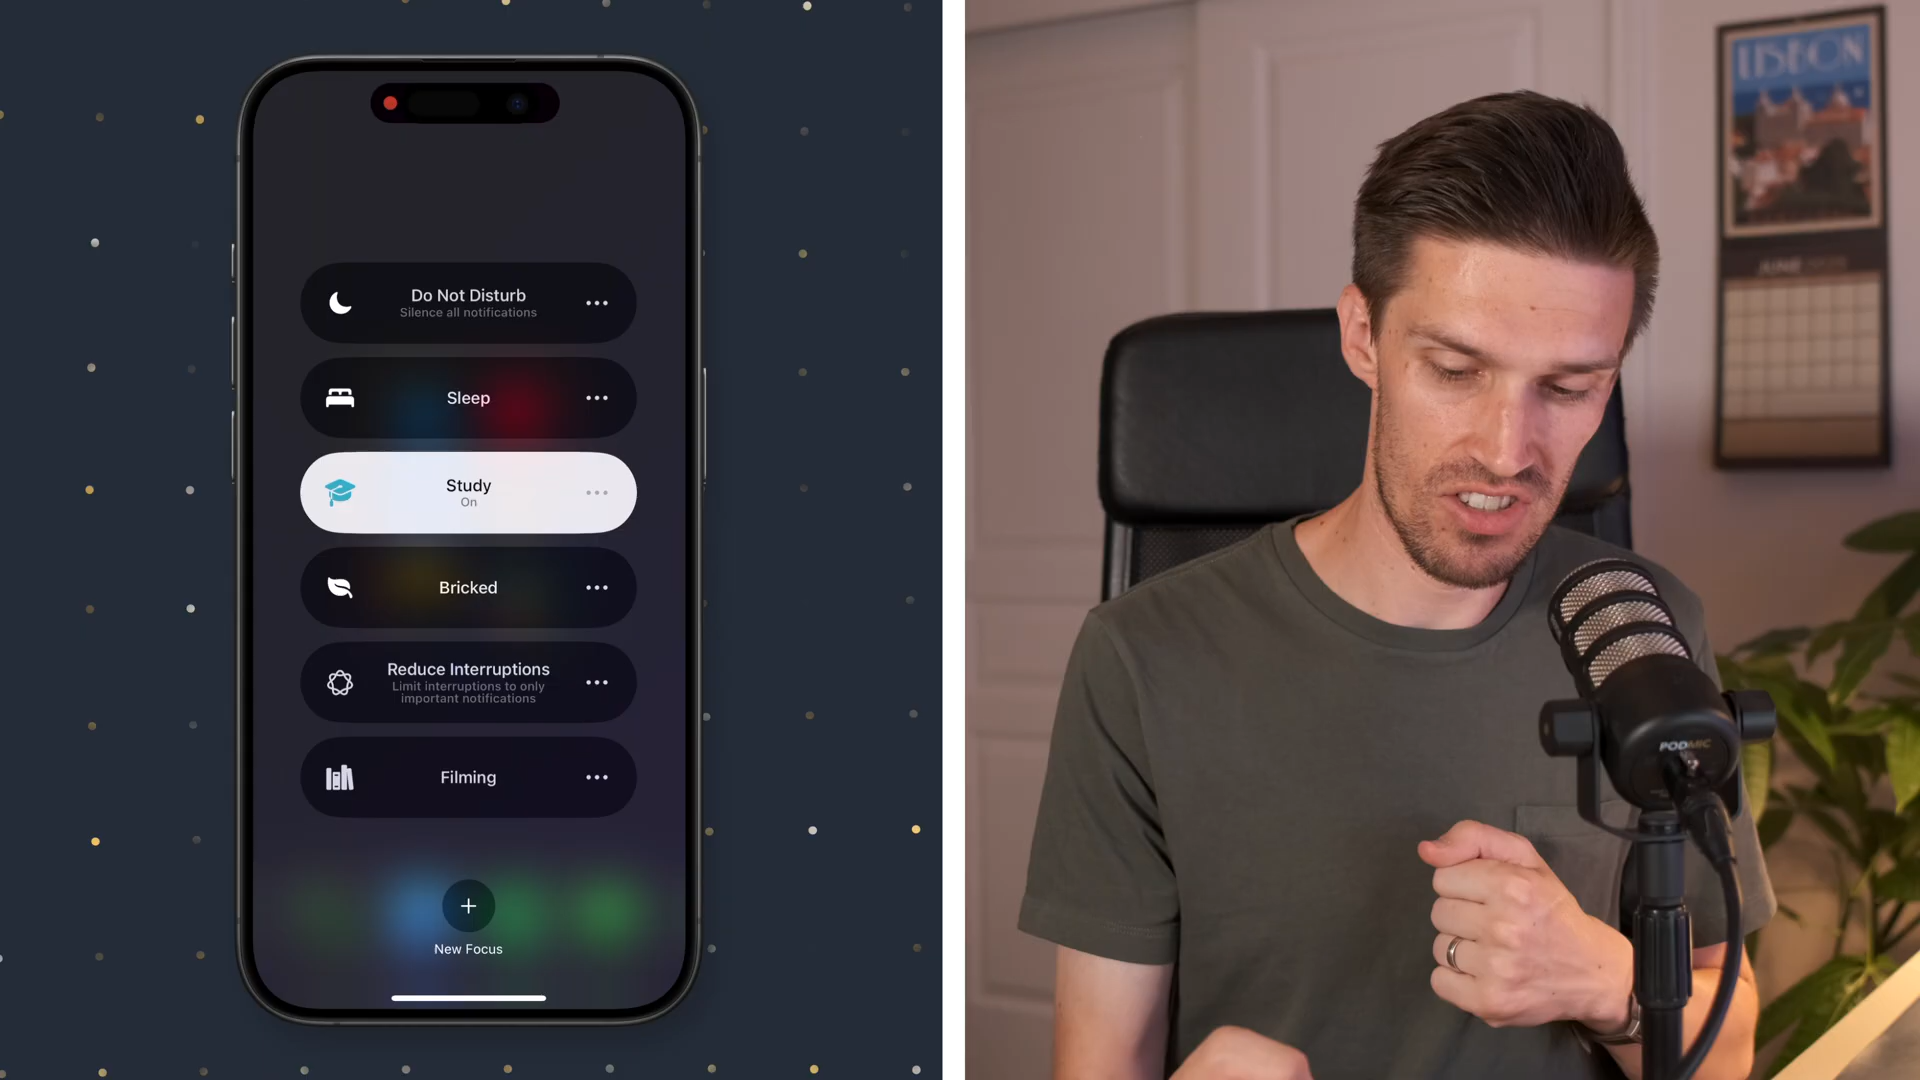 Do Not Disturb
Silence all notifications
Sleep
Study
On
Bricked
Reduce Interruptions
Limit interruptions to only
important notifications
Filming
New Focus
LISBON
JUNE
PODMIC